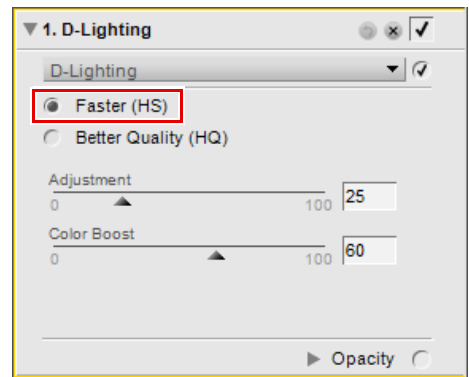 1. D-Lighting
D-Lighting
Faster (HS)
Better Quality (HQ)
Adjustment
0 100 25
Color Boost
0 100 60
Opacity